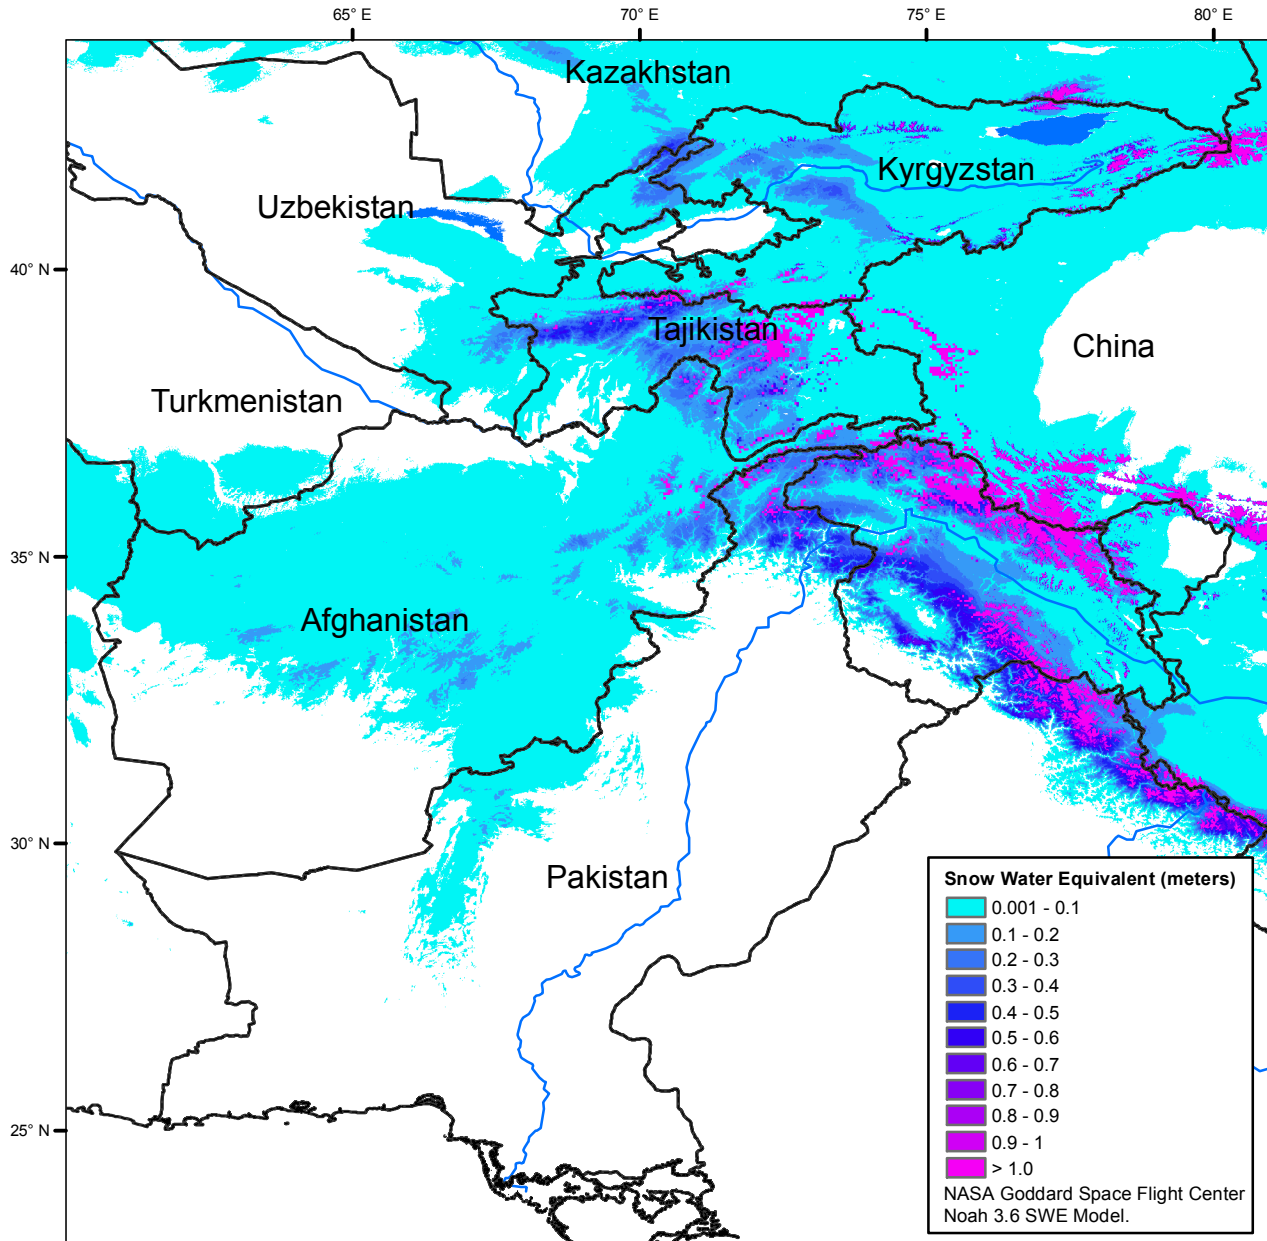 65° E
70° E
75° E
80° E
Kazakhstan
Kyrgyzstan
Uzbekistan
40° N
Tajikistan
China
Turkmenistan
35° N
Afghanistan
30° N
Pakistan
25° N
Snow Water Equivalent (meters)
0.001 - 0.1
0.1 - 0.2
0.2 - 0.3
0.3 - 0.4
0.4 - 0.5
0.5 - 0.6
0.6 - 0.7
0.7 - 0.8
0.8 - 0.9
0.9 - 1
> 1.0
NASA Goddard Space Flight Center
Noah 3.6 SWE Model.